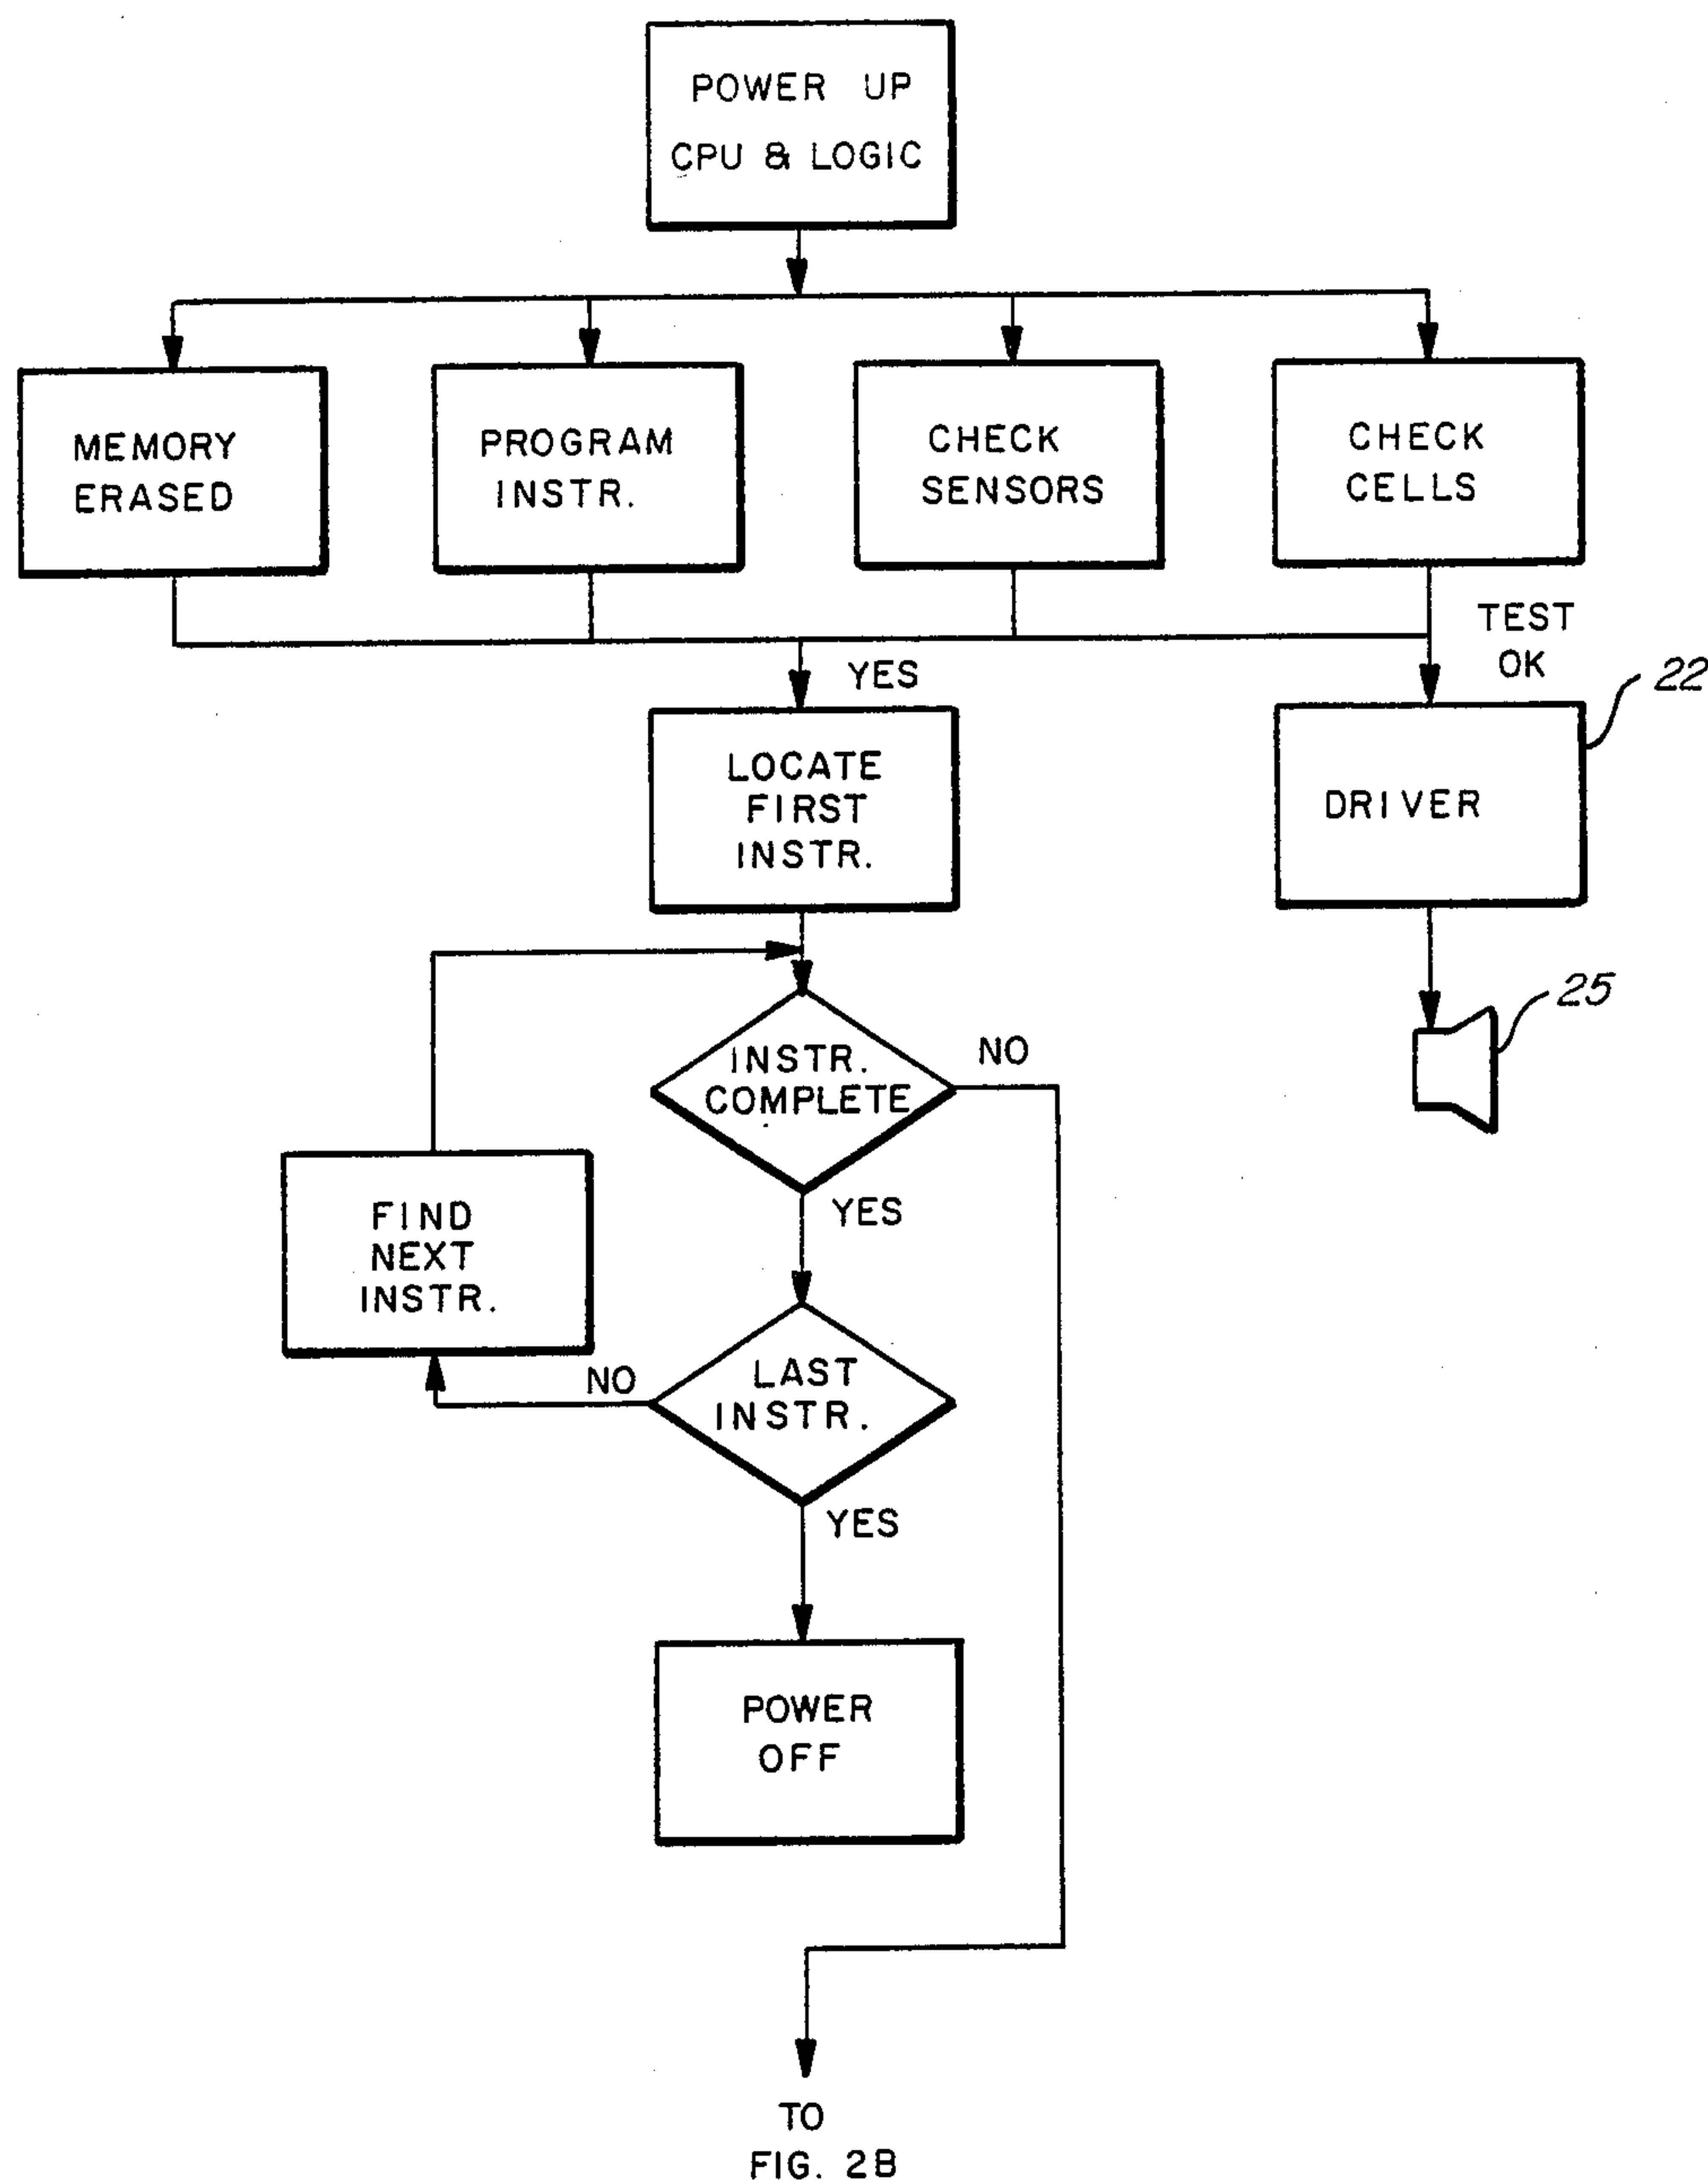 POWER UP
CPU & LOGIC
MEMORY
ERASED
PROGRAM
INSTR.
CHECK
SENSORS
CHECK
CELLS
TEST
OK
YES
22
LOCATE
FIRST
INSTR.
DRIVER
25
INSTR.
COMPLETE
NO
YES
FIND
NEXT
INSTR.
NO
LAST
INSTR.
YES
POWER
OFF
TO
FIG. 2B